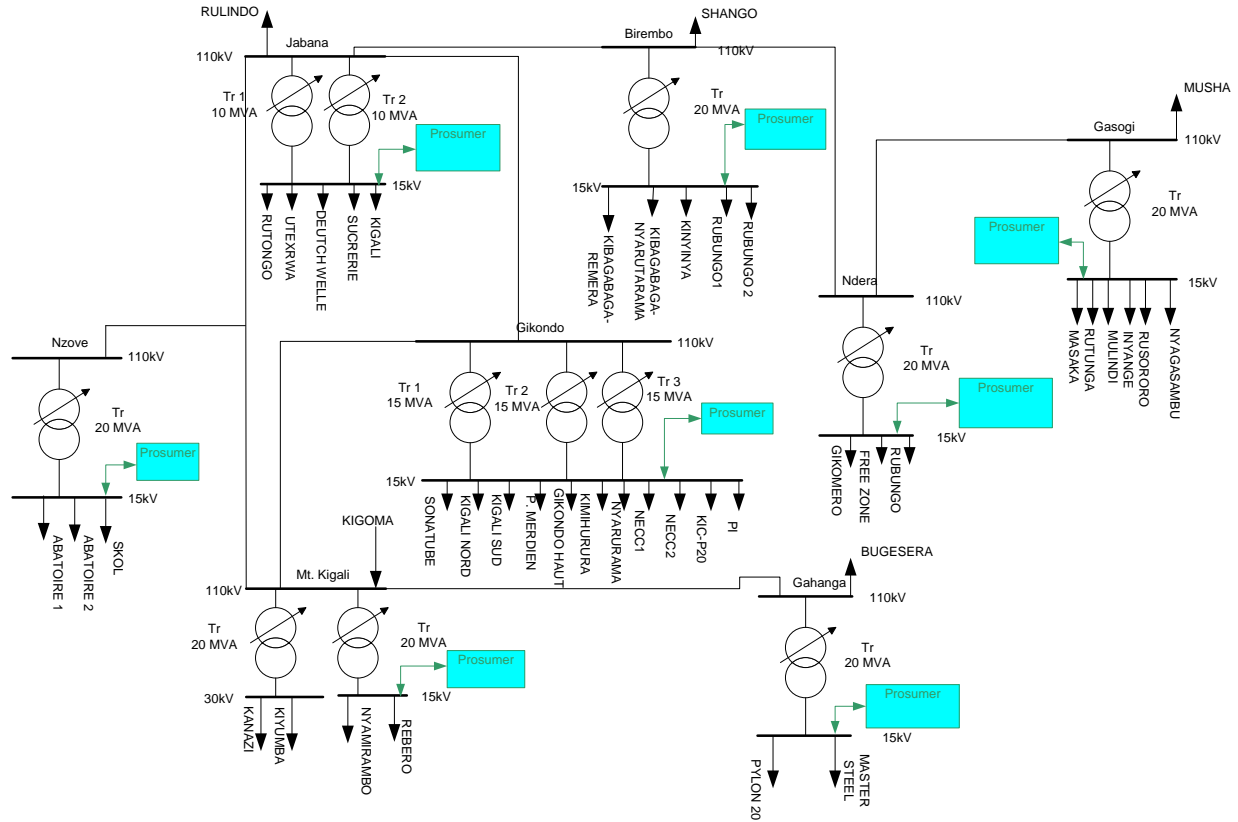 RULINDO
SHANGO
Jabana
Birembo
110kV
110kV
MUSHA
Tr 1
10 MVA
Tr 2
10 MVA
Prosumer
Tr
20 MVA
Prosumer
Gasogi
110kV
15kV
15kV
RUTONGO
UTEXRWA
DEUTCH WELLE
SUCRERIE
KIGALI
KIBAGABAGA-
REMERA
KIBAGABAGA-
NYARUTARAMA
KINYINYA
RUBUNGO1
RUBUNGO 2
Tr
20 MVA
Prosumer
15kV
MASAKA
RUTUNGA
MULINDI
INYANGE
RUSORORO
NYAGASAMBU
Ndera
110kV
Tr
20 MVA
Prosumer
15kV
GIKOMERO
FREE ZONE
RUBUNGO
Nzove
110kV
Tr
20 MVA
Prosumer
15kV
ABATOIRE 1
ABATOIRE 2
SKOL
Gikondo
110kV
Tr 1
15 MVA
Tr 2
15 MVA
Tr 3
15 MVA
Prosumer
15kV
SONATUBE
KIGALI NORD
KIGALI SUD
P. MERDIEN
GIKONDO HAUT
KIMIHURURA
NYARURAMA
NECC1
NECC2
KIC-P20
PI
KIGOMA
Mt. Kigali
110kV
Tr
20 MVA
Tr
20 MVA
Prosumer
30kV
15kV
KANAZI
KIYUMBA
NYAMIRAMBO
REBERO
BUGESERA
Gahanga
110kV
Tr
20 MVA
Prosumer
15kV
PYLON 20
MASTER
STEEL